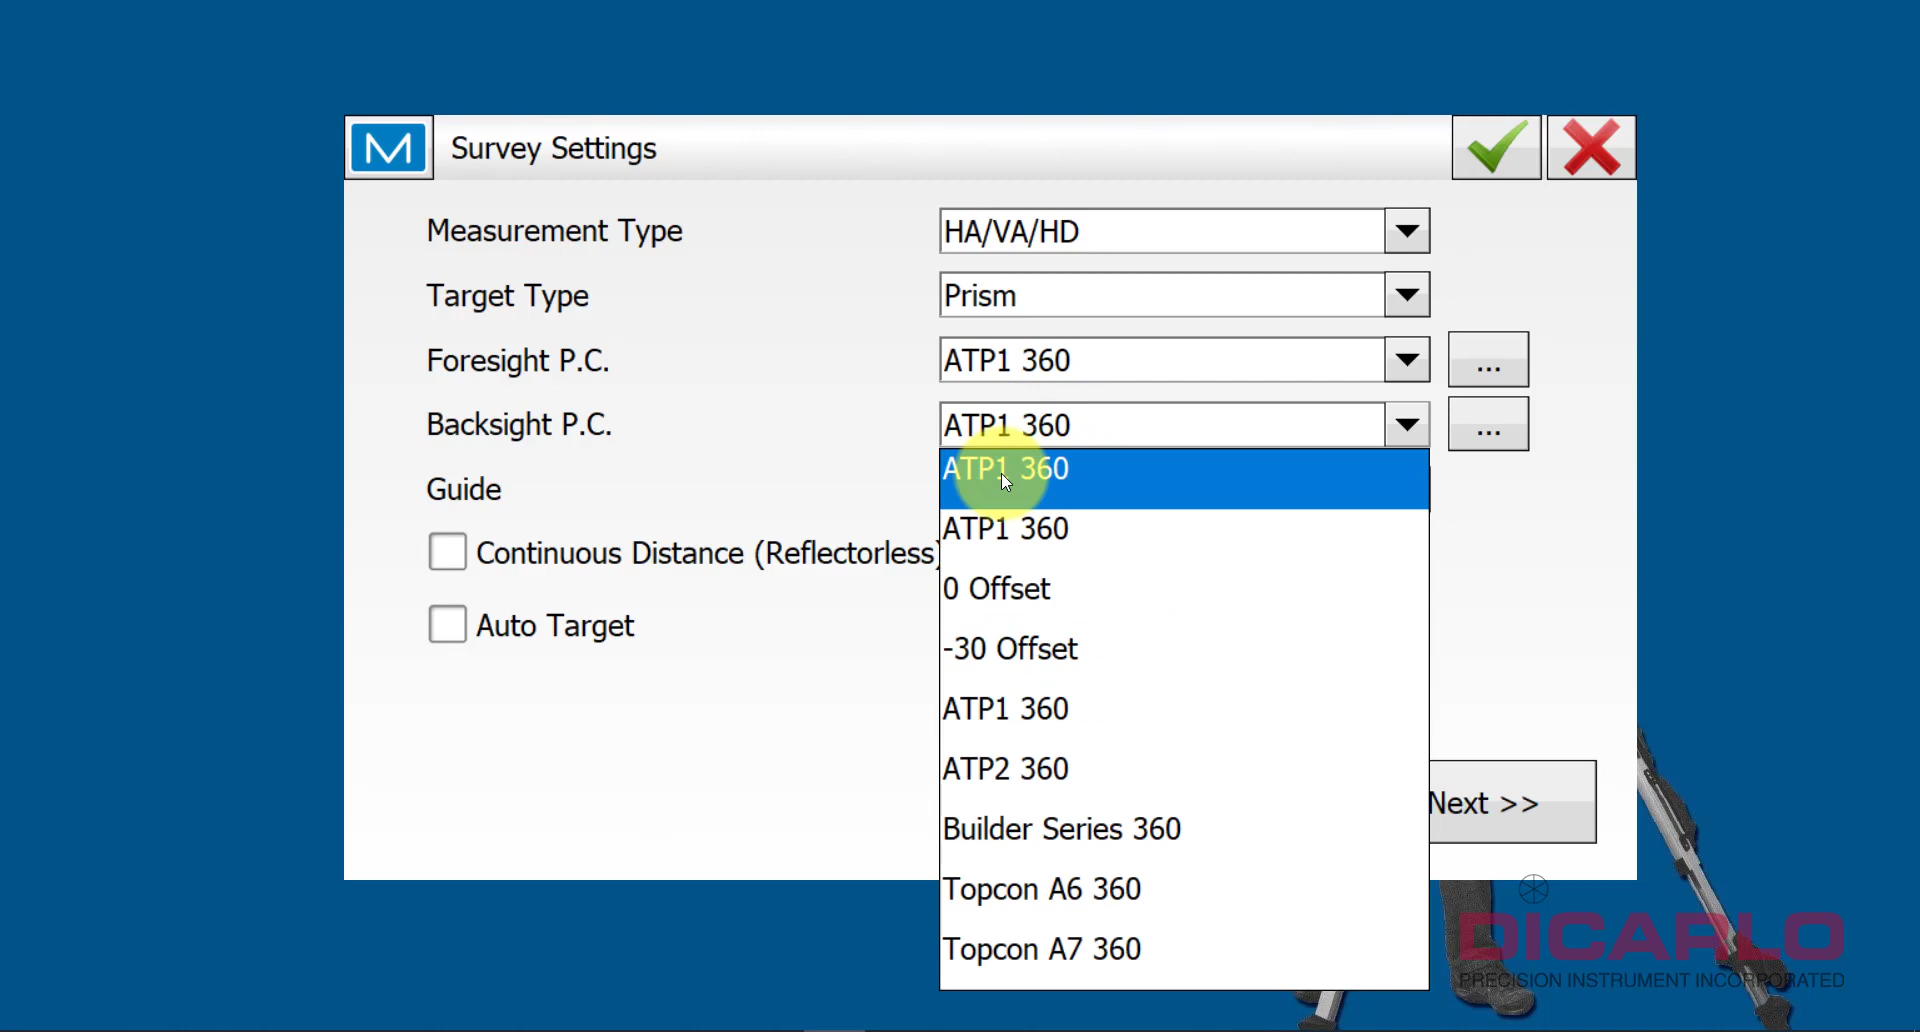 M Survey Settings
Measurement Type HA/VA/HD
Target Type Prism
Foresight P.C. ATP1 360 ...
Backsight P.C. ATP1 360 ...
Guide
Continuous Distance (Reflectorless)
Auto Target
ATP1 360
ATP1 360
0 Offset
-30 Offset
ATP1 360
ATP2 360
Builder Series 360
Topcon A6 360
Topcon A7 360
Next >>
DICARLO
PRECISION INSTRUMENT INCORPORATED